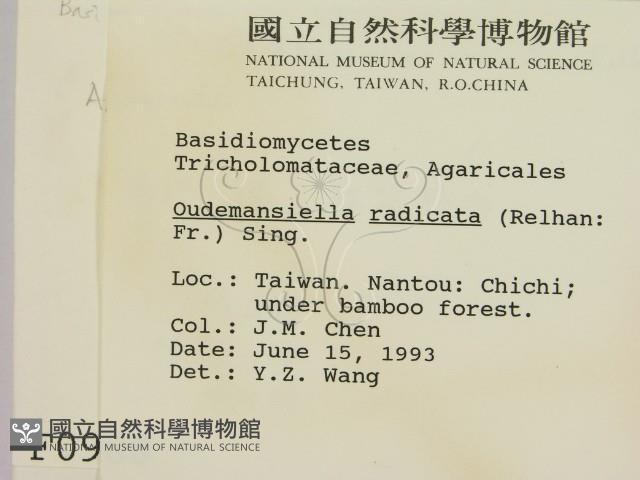 Basi
A
國立自然科學博物館
NATIONAL MUSEUM OF NATURAL SCIENCE
TAICHUNG, TAIWAN, R.O.CHINA
Basidiomycetes
Tricholomataceae, Agaricales
Oudemansiella radicata (Relhan:
Fr.) Sing.
Loc.: Taiwan. Nantou: Chichi;
under bamboo forest.
Col.: J.M. Chen
Date: June 15, 1993
Det.: Y.Z. Wang
國立自然科學博物館
NATIONAL MUSEUM OF NATURAL SCIENCE
F09